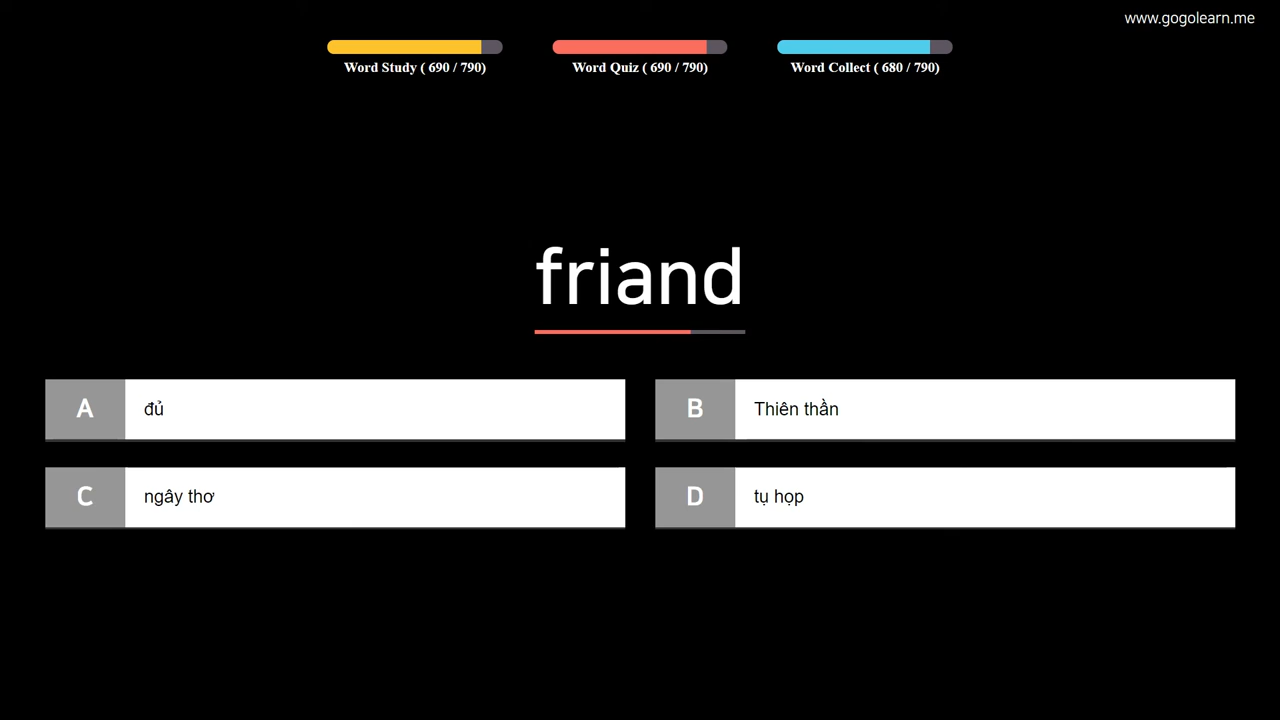 www.gogolearn.me
Word Study ( 690 / 790)
Word Quiz ( 690 / 790)
Word Collect ( 680 / 790)
friand
A
đủ
B
Thiên thần
C
ngây thơ
D
tụ họp